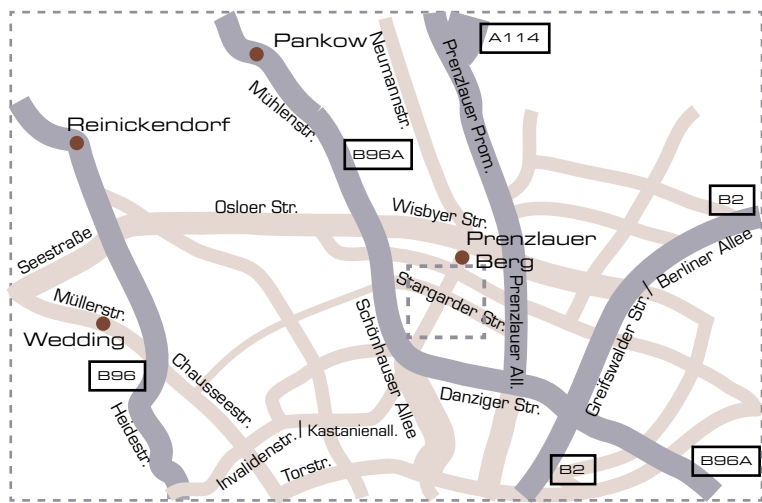 Pankow
A114
Neumannstr.
Prenzlauer Prom.
Mühlenstr.
Reinickendorf
B96A
B2
Osloer Str.
Wisbyer Str.
Prenzlauer
Berg
Seestraße
Müllerstr.
Stargarder Str.
Greifswalder Str./ Berliner Allee
Wedding
Schönhauser Allee
Prenzlauer All.
B96
Chausseestr.
Danziger Str.
Heidestr.
Invalidenstr./ Kastanienall.
Torstr.
B2
B96A